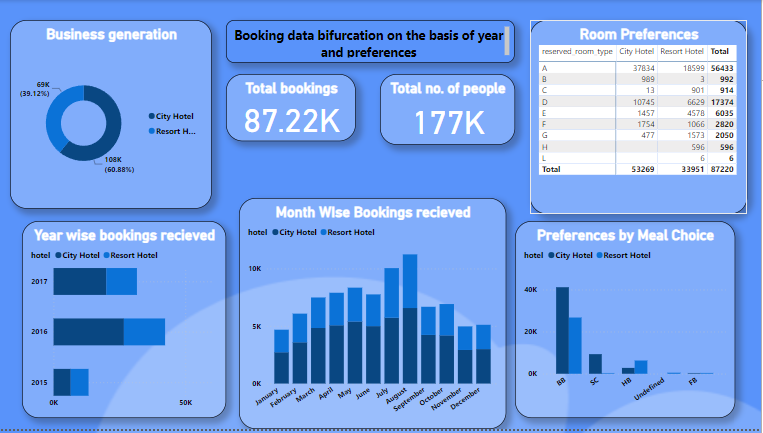 Business generation
69K
(39.12%)
108K
(60.88%)
City Hotel
Resort H...
Booking data bifurcation on the basis of year
and preferences
Total bookings
87.22K
Total no. of people
177K
Room Preferences
reserved_room_type City Hotel Resort Hotel Total
A 37834 18599 56433
B 989 3 992
C 13 901 914
D 10745 6629 17374
E 1457 4578 6035
F 1754 1066 2820
G 477 1573 2050
H 596 596
L 6 6
Total 53269 33951 87220
Year wise bookings recieved
hotel City Hotel Resort Hotel
2017
2016
2015
0K 50K
Month Wise Bookings recieved
hotel City Hotel Resort Hotel
10K
5K
0K
January
February
March
April
May
June
July
August
September
October
November
December
Preferences by Meal Choice
hotel City Hotel Resort Hotel
40K
20K
0K
BB
SC
HB
Undefined
FB